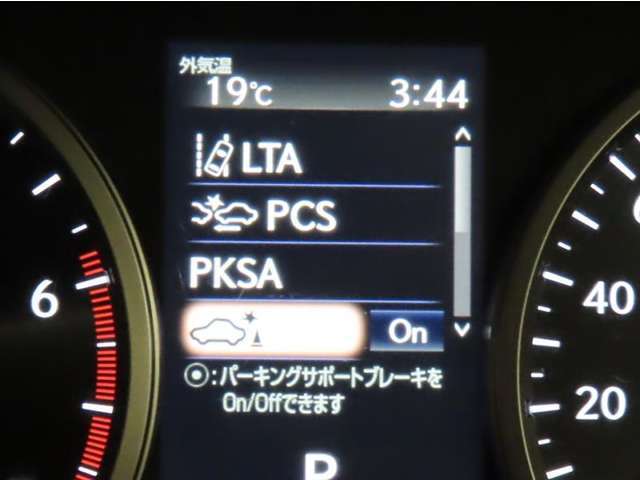 外気温
19℃ 3:44
LTA
PCS
PKSA
On
⦿:パーキングサポートブレーキを
On/Offできます
P
6
40
20